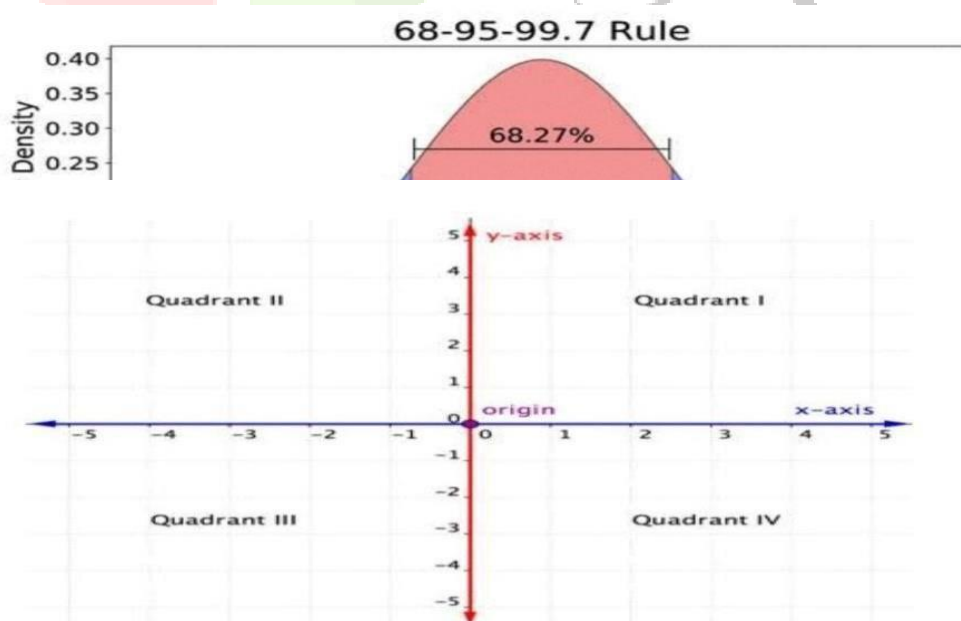 68-95-99.7 Rule
Density
0.40
0.35
0.30
0.25
68.27%
y-axis
5
4
3
2
1
0
Quadrant II
Quadrant I
origin
x-axis
-5 -4 -3 -2 -1 0 1 2 3 4 5
-1
-2
-3
-4
-5
Quadrant III
Quadrant IV